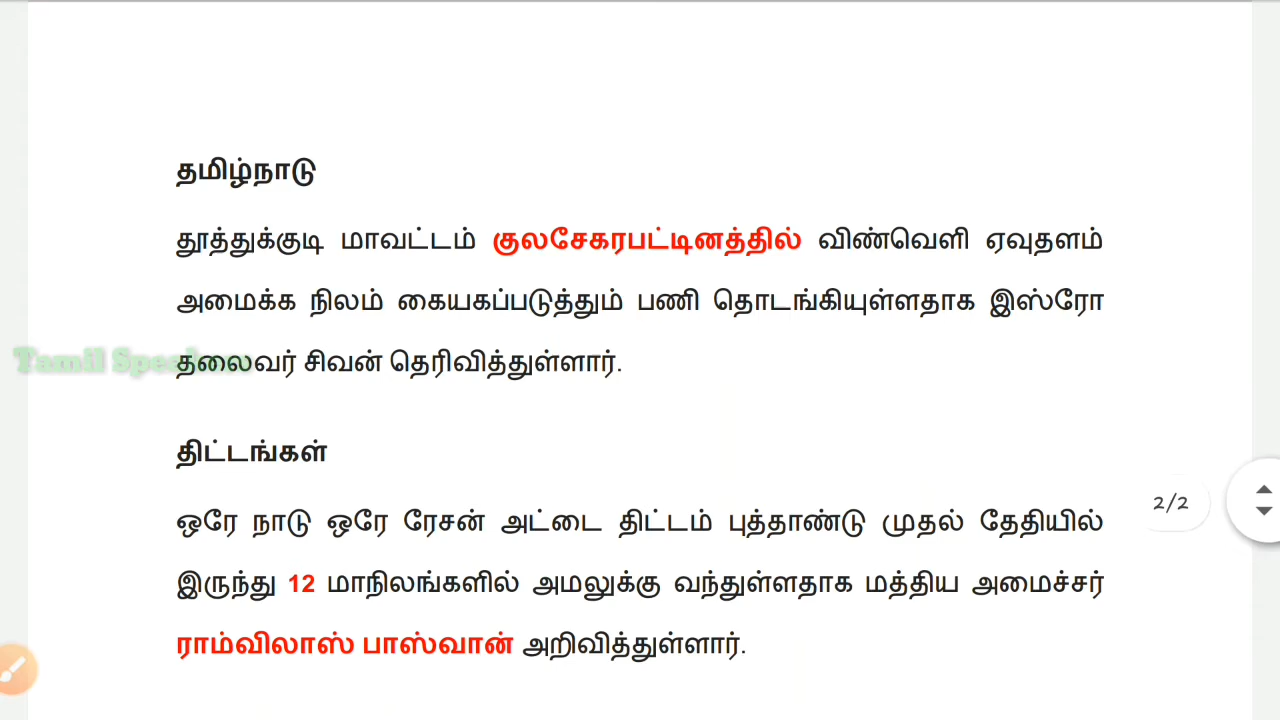 தமிழ்நாடு
தூத்துக்குடி மாவட்டம் குலசேகரபட்டினத்தில் விண்வெளி ஏவுதளம்
அமைக்க நிலம் கையகப்படுத்தும் பணி தொடங்கியுள்ளதாக இஸ்ரோ
தலைவர் சிவன் தெரிவித்துள்ளார்.
Tamil
திட்டங்கள்
2/2
ஒரே நாடு ஒரே ரேசன் அட்டை திட்டம் புத்தாண்டு முதல் தேதியில்
இருந்து 12 மாநிலங்களில் அமலுக்கு வந்துள்ளதாக மத்திய அமைச்சர்
ராம்விலாஸ் பாஸ்வான் அறிவித்துள்ளார்.